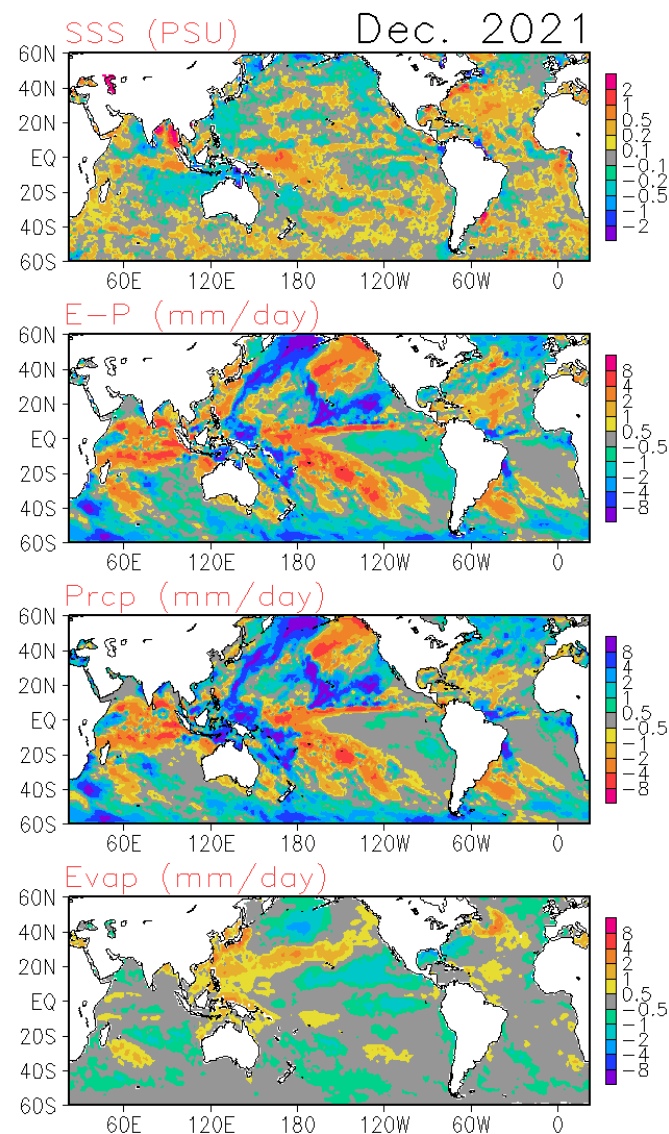 SSS (PSU) Dec. 2021
60N
40N
20N
EQ
20S
40S
60S
60E 120E 180 120W 60W 0
2
1
0.5
0.2
0.1
-0.1
-0.2
-0.5
-1
-2
E-P (mm/day)
60N
40N
20N
EQ
20S
40S
60S
60E 120E 180 120W 60W 0
8
4
2
1
0.5
-0.5
-1
-2
-4
-8
Prcp (mm/day)
60N
40N
20N
EQ
20S
40S
60S
60E 120E 180 120W 60W 0
8
4
2
1
0.5
-0.5
-1
-2
-4
-8
Evap (mm/day)
60N
40N
20N
EQ
20S
40S
60S
60E 120E 180 120W 60W 0
8
4
2
1
0.5
-0.5
-1
-2
-4
-8